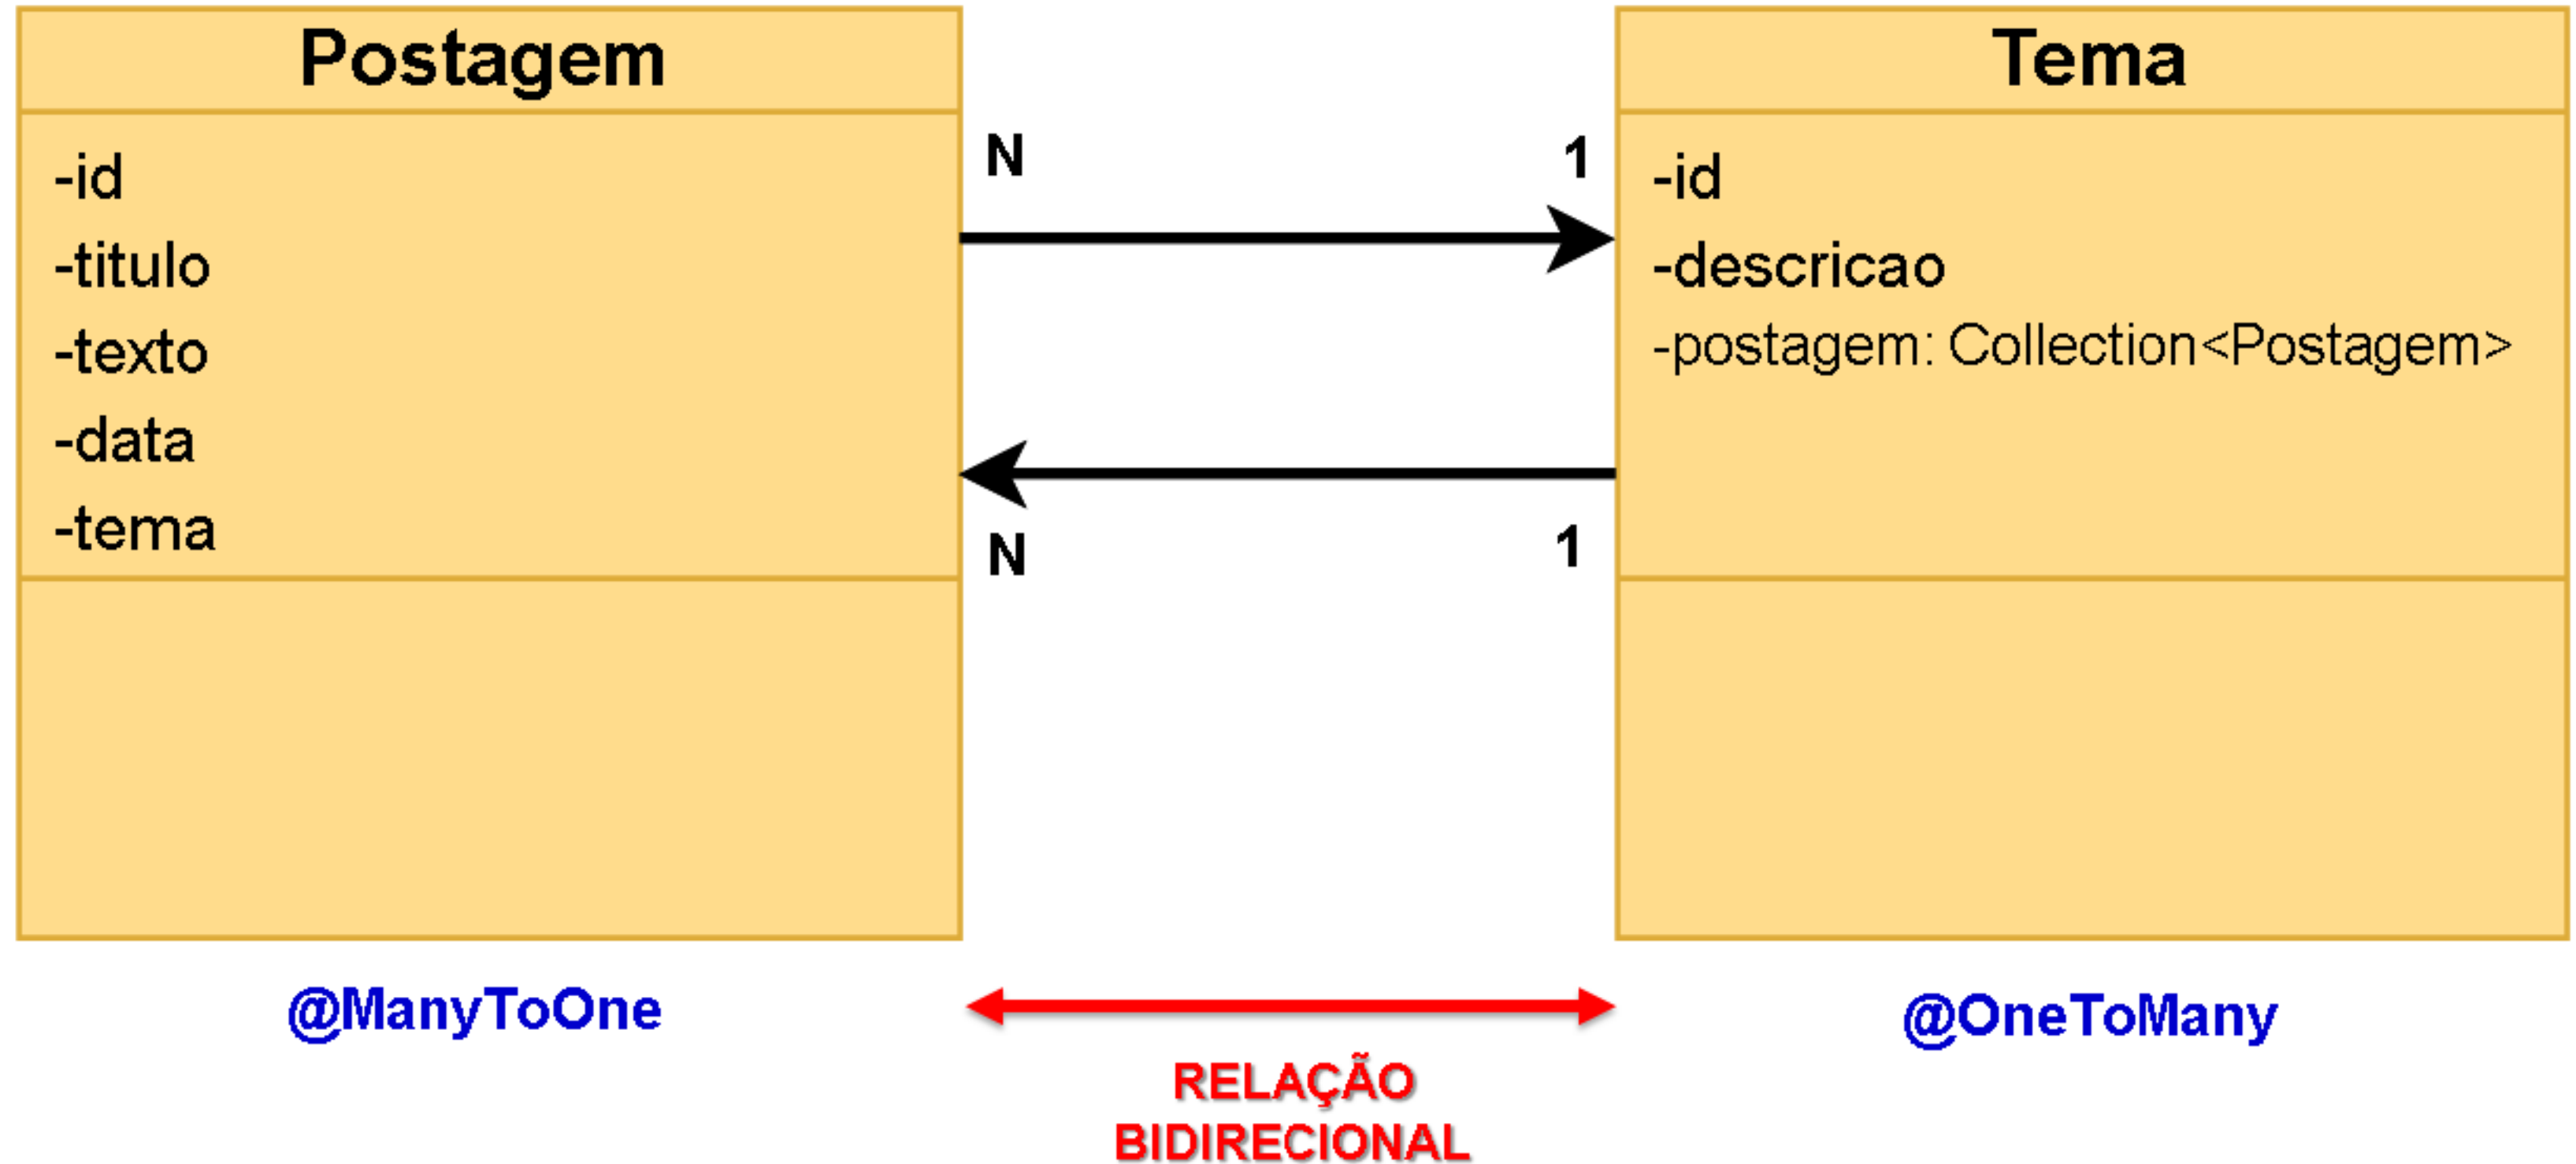 Postagem
-id
-titulo
-texto
-data
-tema
N
1
N
1
Tema
-id
-descricao
-postagem: Collection<Postagem>
@ManyToOne
RELAÇÃO
BIDIRECIONAL
@OneToMany